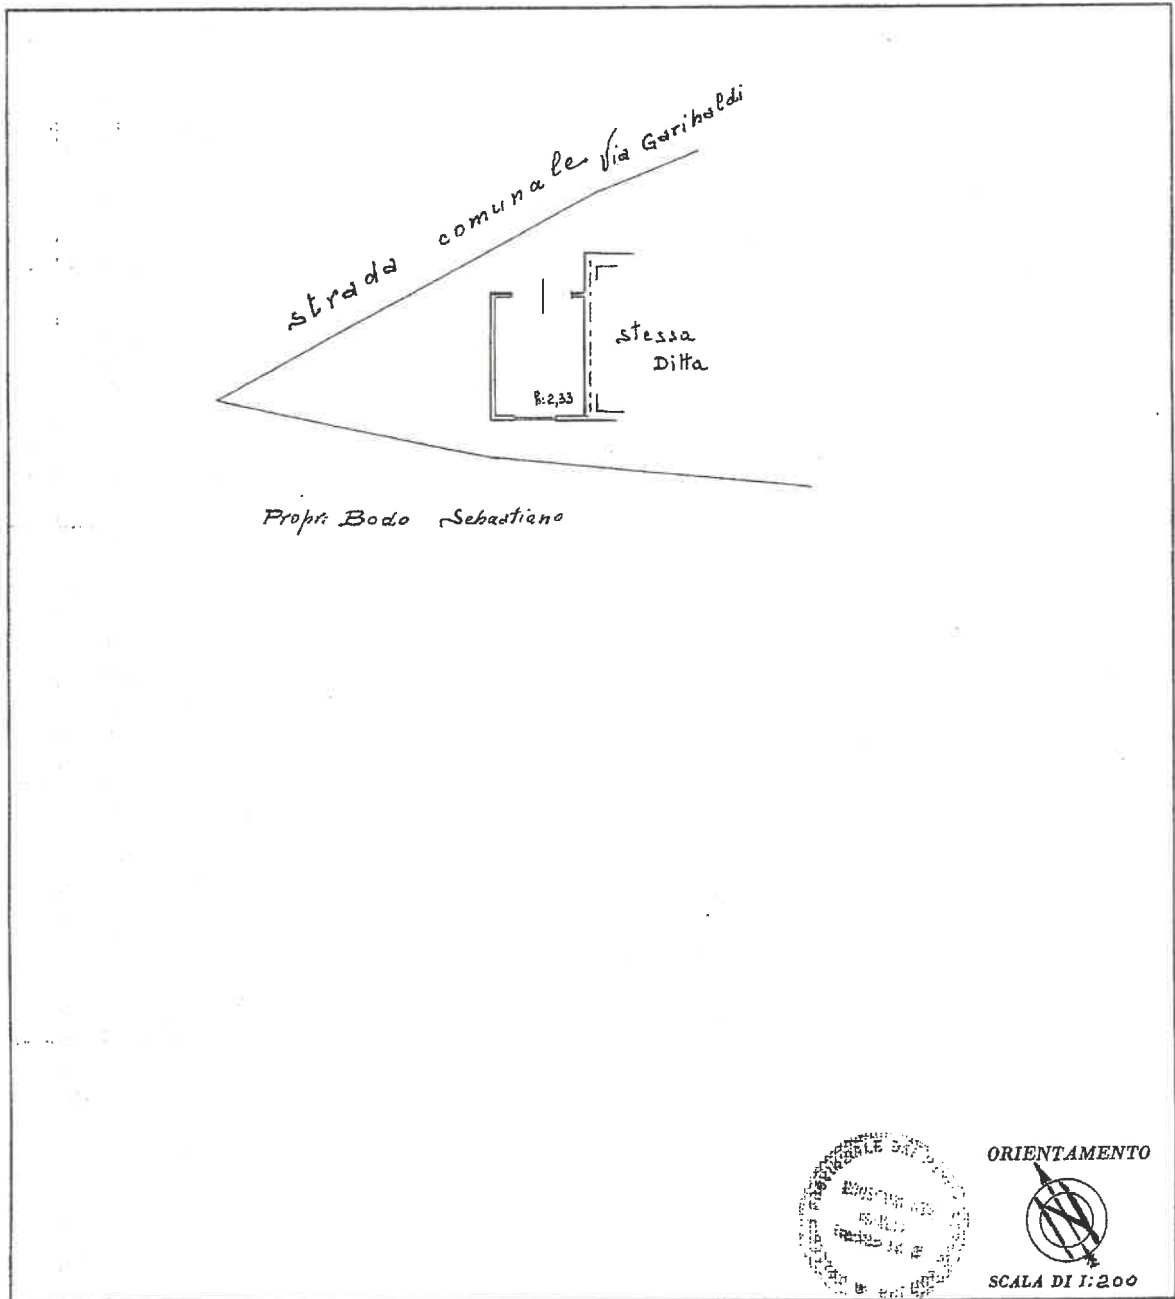 strada comunale Via Garibaldi
stessa
Ditta
h:2,33
Propr: Bodo Sebastiano
ORIENTAMENTO
N
SCALA DI 1:200